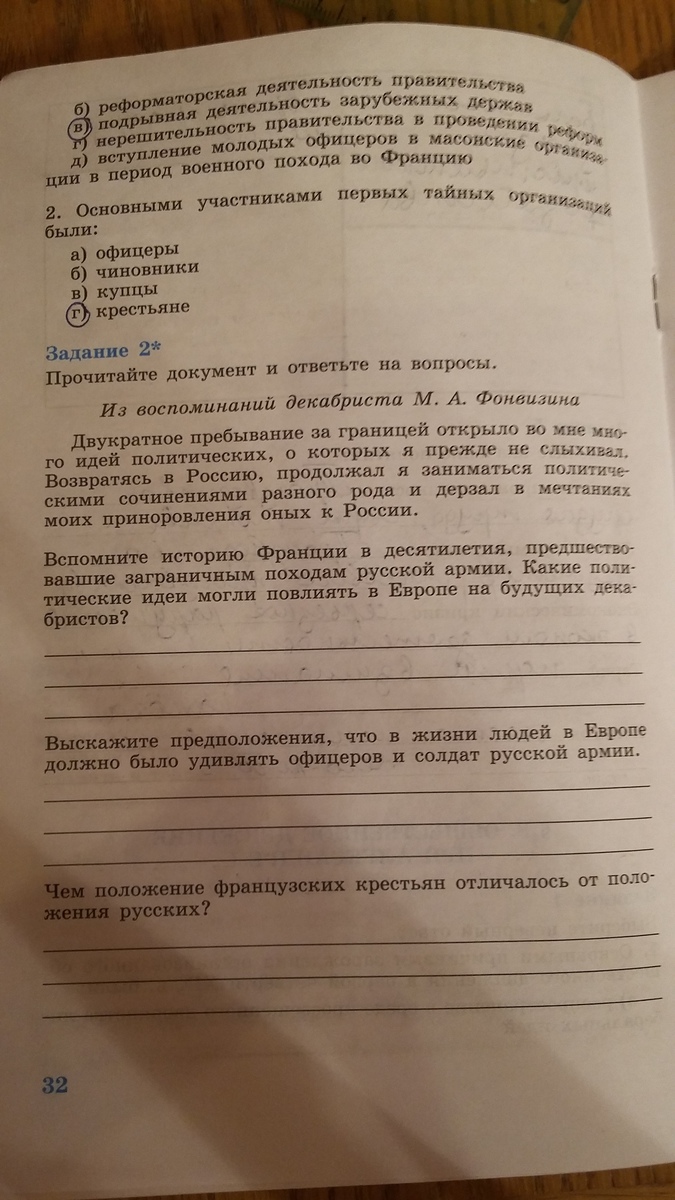 б) реформаторская деятельность правительства
в) подрывная деятельность зарубежных держав
г) нерешительность правительства в проведении реформ
д) вступление молодых офицеров в масонские организа-
ции в период военного похода во Францию
2. Основными участниками первых тайных организаций
были:
а) офицеры
б) чиновники
в) купцы
г) крестьяне
Задание 2*
Прочитайте документ и ответьте на вопросы.
Из воспоминаний декабриста М. А. Фонвизина
Двукратное пребывание за границей открыло во мне мно-
го идей политических, о которых я прежде не слыхивал.
Возвратясь в Россию, продолжал я заниматься политиче-
скими сочинениями разного рода и дерзал в мечтаниях
моих приноровления оных к России.
Вспомните историю Франции в десятилетия, предшество-
вавшие заграничным походам русской армии. Какие поли-
тические идеи могли повлиять в Европе на будущих дека-
бристов?
Выскажите предположения, что в жизни людей в Европе
должно было удивлять офицеров и солдат русской армии.
Чем положение французских крестьян отличалось от поло-
жения русских?
32